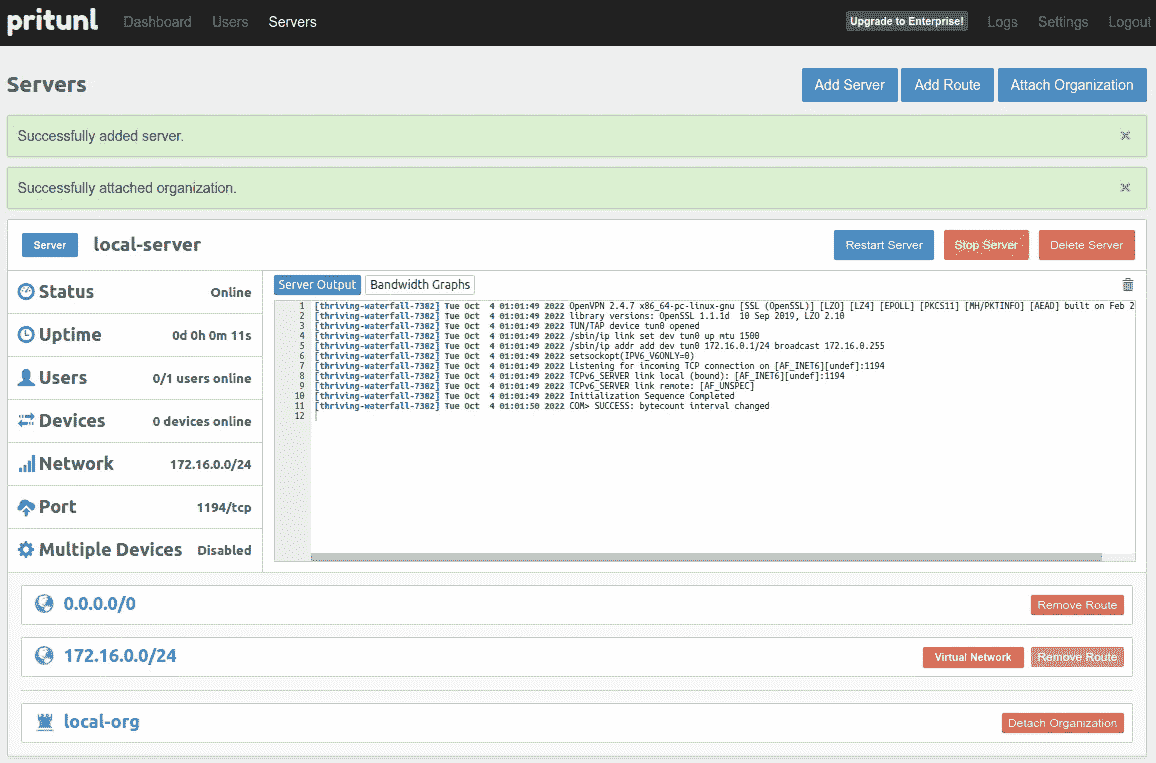 pritunl Dashboard Users Servers Upgrade to Enterprise! Logs Settings Logout
Servers Add Server Add Route Attach Organization
Successfully added server.
Successfully attached organization.
Server local-server Restart Server Stop Server Delete Server
Server Output Bandwidth Graphs
Status Online
Uptime 0d 0h 0m 11s
Users 0/1 users online
Devices 0 devices online
Network 172.16.0.0/24
Port 1194/tcp
Multiple Devices Disabled
1 [thriving-waterfall-7382] Tue Oct 4 01:01:49 2022 OpenVPN 2.4.7 x86_64-pc-linux-gnu [SSL (OpenSSL)] [LZO] [LZ4] [EPOLL] [PKCS11] [MH/PKTINFO] [AEAD] built on Feb 2
2 [thriving-waterfall-7382] Tue Oct 4 01:01:49 2022 library versions: OpenSSL 1.1.1d 10 Sep 2019, LZO 2.10
3 [thriving-waterfall-7382] Tue Oct 4 01:01:49 2022 TUN/TAP device tun0 opened
4 [thriving-waterfall-7382] Tue Oct 4 01:01:49 2022 /sbin/ip link set dev tun0 up mtu 1500
5 [thriving-waterfall-7382] Tue Oct 4 01:01:49 2022 /sbin/ip addr add dev tun0 172.16.0.1/24 broadcast 172.16.0.255
6 [thriving-waterfall-7382] Tue Oct 4 01:01:49 2022 setsockopt(IPV6_V6ONLY=0)
7 [thriving-waterfall-7382] Tue Oct 4 01:01:49 2022 Listening for incoming TCP connection on [AF_INET6][undef]:1194
8 [thriving-waterfall-7382] Tue Oct 4 01:01:49 2022 TCPv6_SERVER link local (bound): [AF_INET6][undef]:1194
9 [thriving-waterfall-7382] Tue Oct 4 01:01:49 2022 TCPv6_SERVER link remote: [AF_UNSPEC]
10 [thriving-waterfall-7382] Tue Oct 4 01:01:49 2022 Initialization Sequence Completed
11 [thriving-waterfall-7382] Tue Oct 4 01:01:50 2022 COM> SUCCESS: bytecount interval changed
12
0.0.0.0/0 Remove Route
172.16.0.0/24 Virtual Network Remove Route
local-org Detach Organization